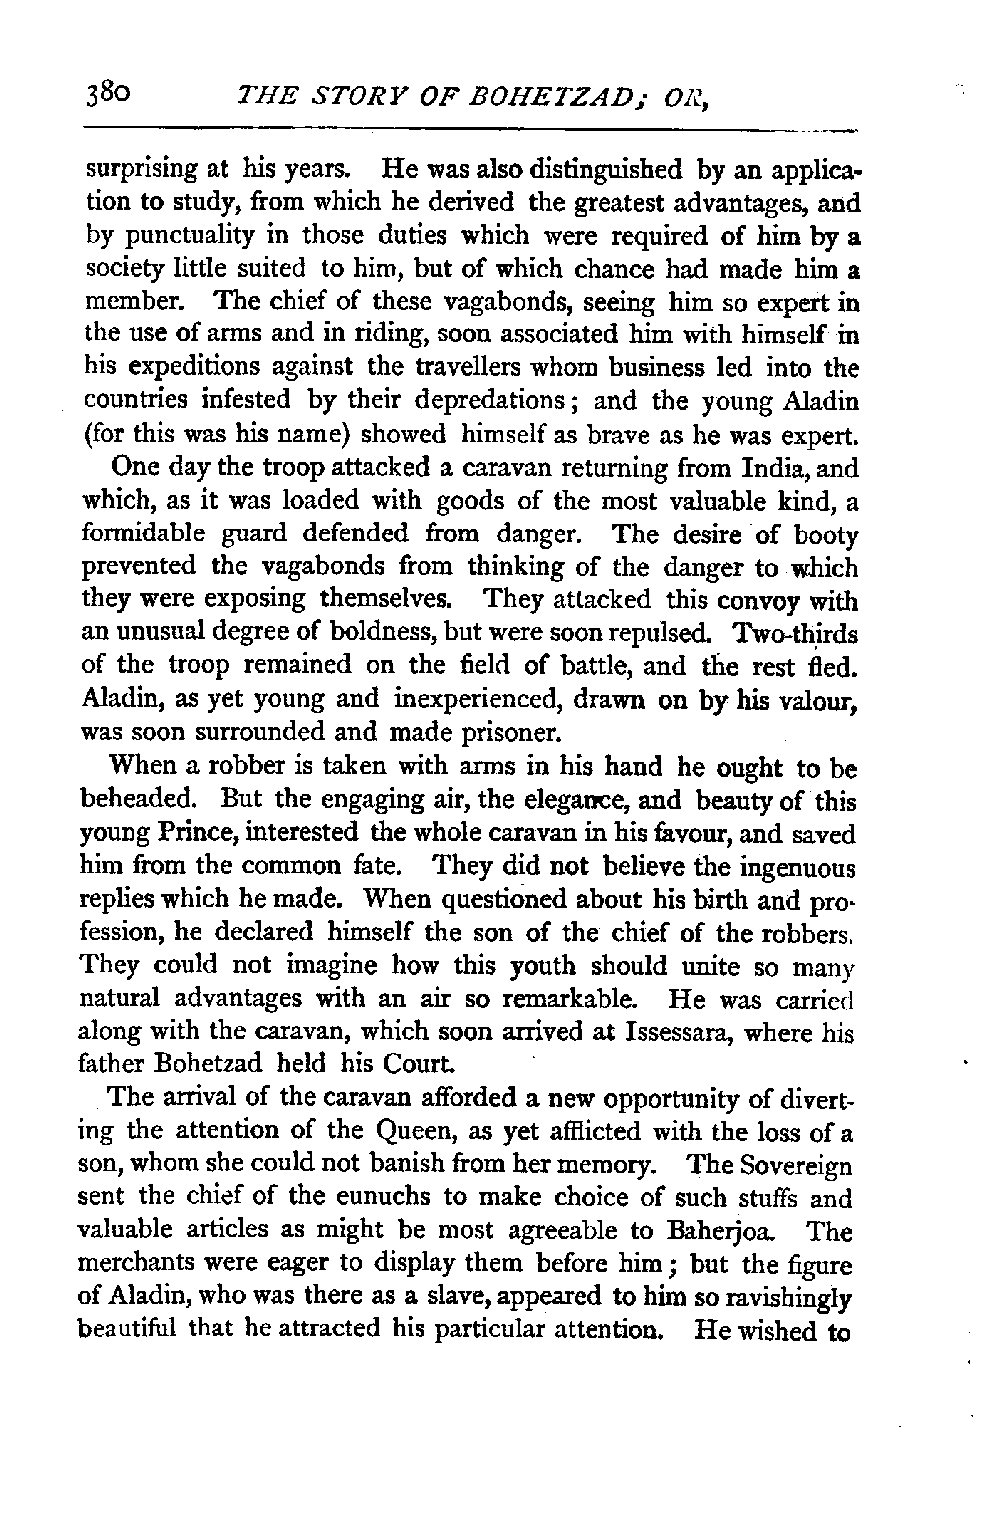 380 THE STORY OF BOHETZAD; OR,
surprising at his years. He was also distinguished by an applica-
tion to study, from which he derived the greatest advantages, and
by punctuality in those duties which were required of him by a
society little suited to him, but of which chance had made him a
member. The chief of these vagabonds, seeing him so expert in
the use of arms and in riding, soon associated him with himself in
his expeditions against the travellers whom business led into the
countries infested by their depredations; and the young Aladin
(for this was his name) showed himself as brave as he was expert.
One day the troop attacked a caravan returning from India, and
which, as it was loaded with goods of the most valuable kind, a
formidable guard defended from danger. The desire of booty
prevented the vagabonds from thinking of the danger to which
they were exposing themselves. They attacked this convoy with
an unusual degree of boldness, but were soon repulsed. Two-thirds
of the troop remained on the field of battle, and the rest fled.
Aladin, as yet young and inexperienced, drawn on by his valour,
was soon surrounded and made prisoner.
When a robber is taken with arms in his hand he ought to be
beheaded. But the engaging air, the elegance, and beauty of this
young Prince, interested the whole caravan in his favour, and saved
him from the common fate. They did not believe the ingenuous
replies which he made. When questioned about his birth and pro-
fession, he declared himself the son of the chief of the robbers.
They could not imagine how this youth should unite so many
natural advantages with an air so remarkable. He was carried
along with the caravan, which soon arrived at Issessara, where his
father Bohetzad held his Court.
The arrival of the caravan afforded a new opportunity of divert-
ing the attention of the Queen, as yet afflicted with the loss of a
son, whom she could not banish from her memory. The Sovereign
sent the chief of the eunuchs to make choice of such stuffs and
valuable articles as might be most agreeable to Baherjoa. The
merchants were eager to display them before him; but the figure
of Aladin, who was there as a slave, appeared to him so ravishingly
beautiful that he attracted his particular attention. He wished to